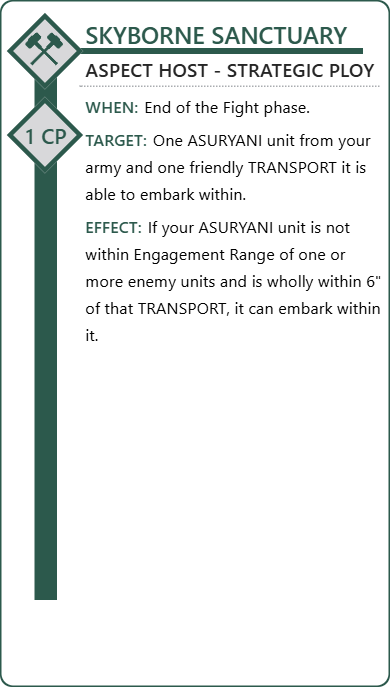 SKYBORNE SANCTUARY
ASPECT HOST - STRATEGIC PLOY
1 CP
WHEN: End of the Fight phase.
TARGET: One ASURYANI unit from your
army and one friendly TRANSPORT it is
able to embark within.
EFFECT: If your ASURYANI unit is not
within Engagement Range of one or
more enemy units and is wholly within 6"
of that TRANSPORT, it can embark within
it.